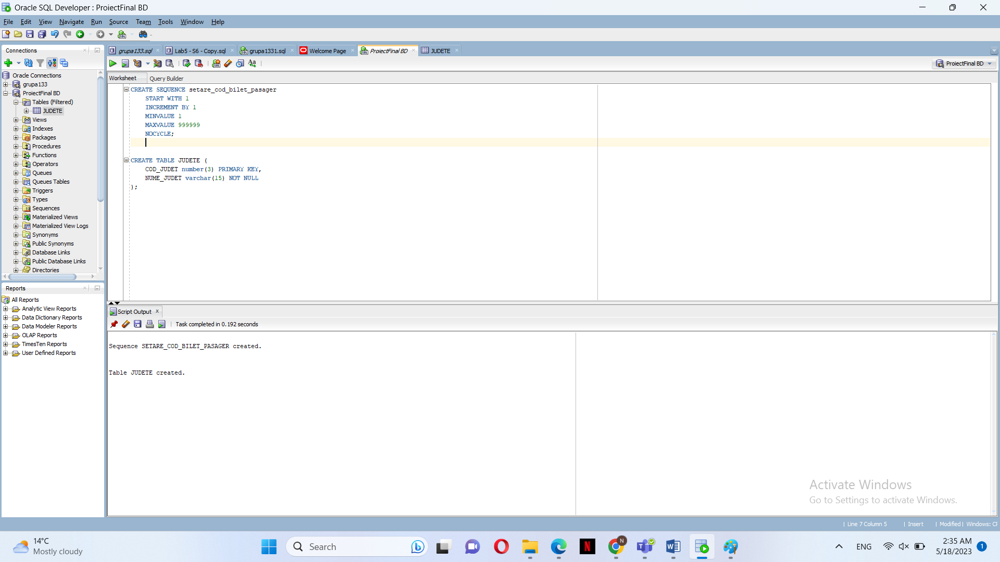 Oracle SQL Developer : ProiectFinal BD
File Edit View Navigate Run Source Team Tools Window Help
Connections
Oracle Connections
grupa133
ProiectFinal BD
Tables (Filtered)
JUDETE
Views
Indexes
Packages
Procedures
Functions
Operators
Queues
Queues Tables
Triggers
Types
Sequences
Materialized Views
Materialized View Logs
Synonyms
Public Synonyms
Database Links
Public Database Links
Directories
Reports
All Reports
Analytic View Reports
Data Dictionary Reports
Data Modeler Reports
OLAP Reports
TimesTen Reports
User Defined Reports
grupa133.sql Lab5 - S6 - Copy.sql grupa1331.sql Welcome Page ProiectFinal BD JUDETE
ProiectFinal BD
Worksheet Query Builder
CREATE SEQUENCE setare_cod_bilet_pasager
START WITH 1
INCREMENT BY 1
MINVALUE 1
MAXVALUE 999999
NOCYCLE;
CREATE TABLE JUDETE (
COD_JUDET number(3) PRIMARY KEY,
NUME_JUDET varchar(15) NOT NULL
);
Script Output
Task completed in 0.192 seconds
Sequence SETARE_COD_BILET_PASAGER created.
Table JUDETE created.
Activate Windows
Go to Settings to activate Windows.
Line 7 Column 5 | Insert | Modified | Windows: CF
14°C
Mostly cloudy
Search
N
ENG
2:35 AM
5/18/2023
1